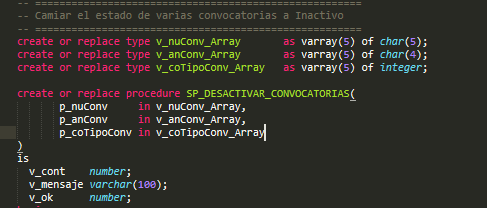 -- ======================================================
-- Camiar el estado de varias convocatorias a Inactivo
-- ======================================================
create or replace type v_nuConv_Array as varray(5) of char(5);
create or replace type v_anConv_Array as varray(5) of char(4);
create or replace type v_coTipoConv_Array as varray(5) of integer;
create or replace procedure SP_DESACTIVAR_CONVOCATORIAS(
p_nuConv in v_nuConv_Array,
p_anConv in v_anConv_Array,
p_coTipoConv in v_coTipoConv_Array
)
is
v_cont number;
v_mensaje varchar(100);
v_ok number;